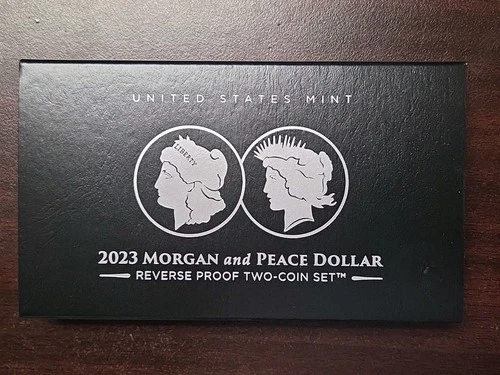 UNITED STATES MINT
LIBERTY
2023 MORGAN and PEACE DOLLAR
REVERSE PROOF TWO-COIN SET™